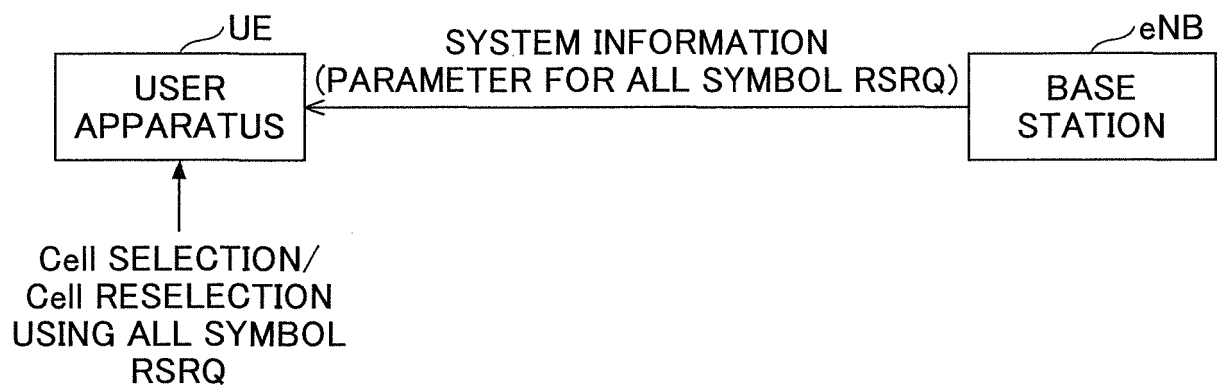 UE
SYSTEM INFORMATION
(PARAMETER FOR ALL SYMBOL RSRQ)
eNB
USER
APPARATUS
BASE
STATION
Cell SELECTION/
Cell RESELECTION
USING ALL SYMBOL
RSRQ